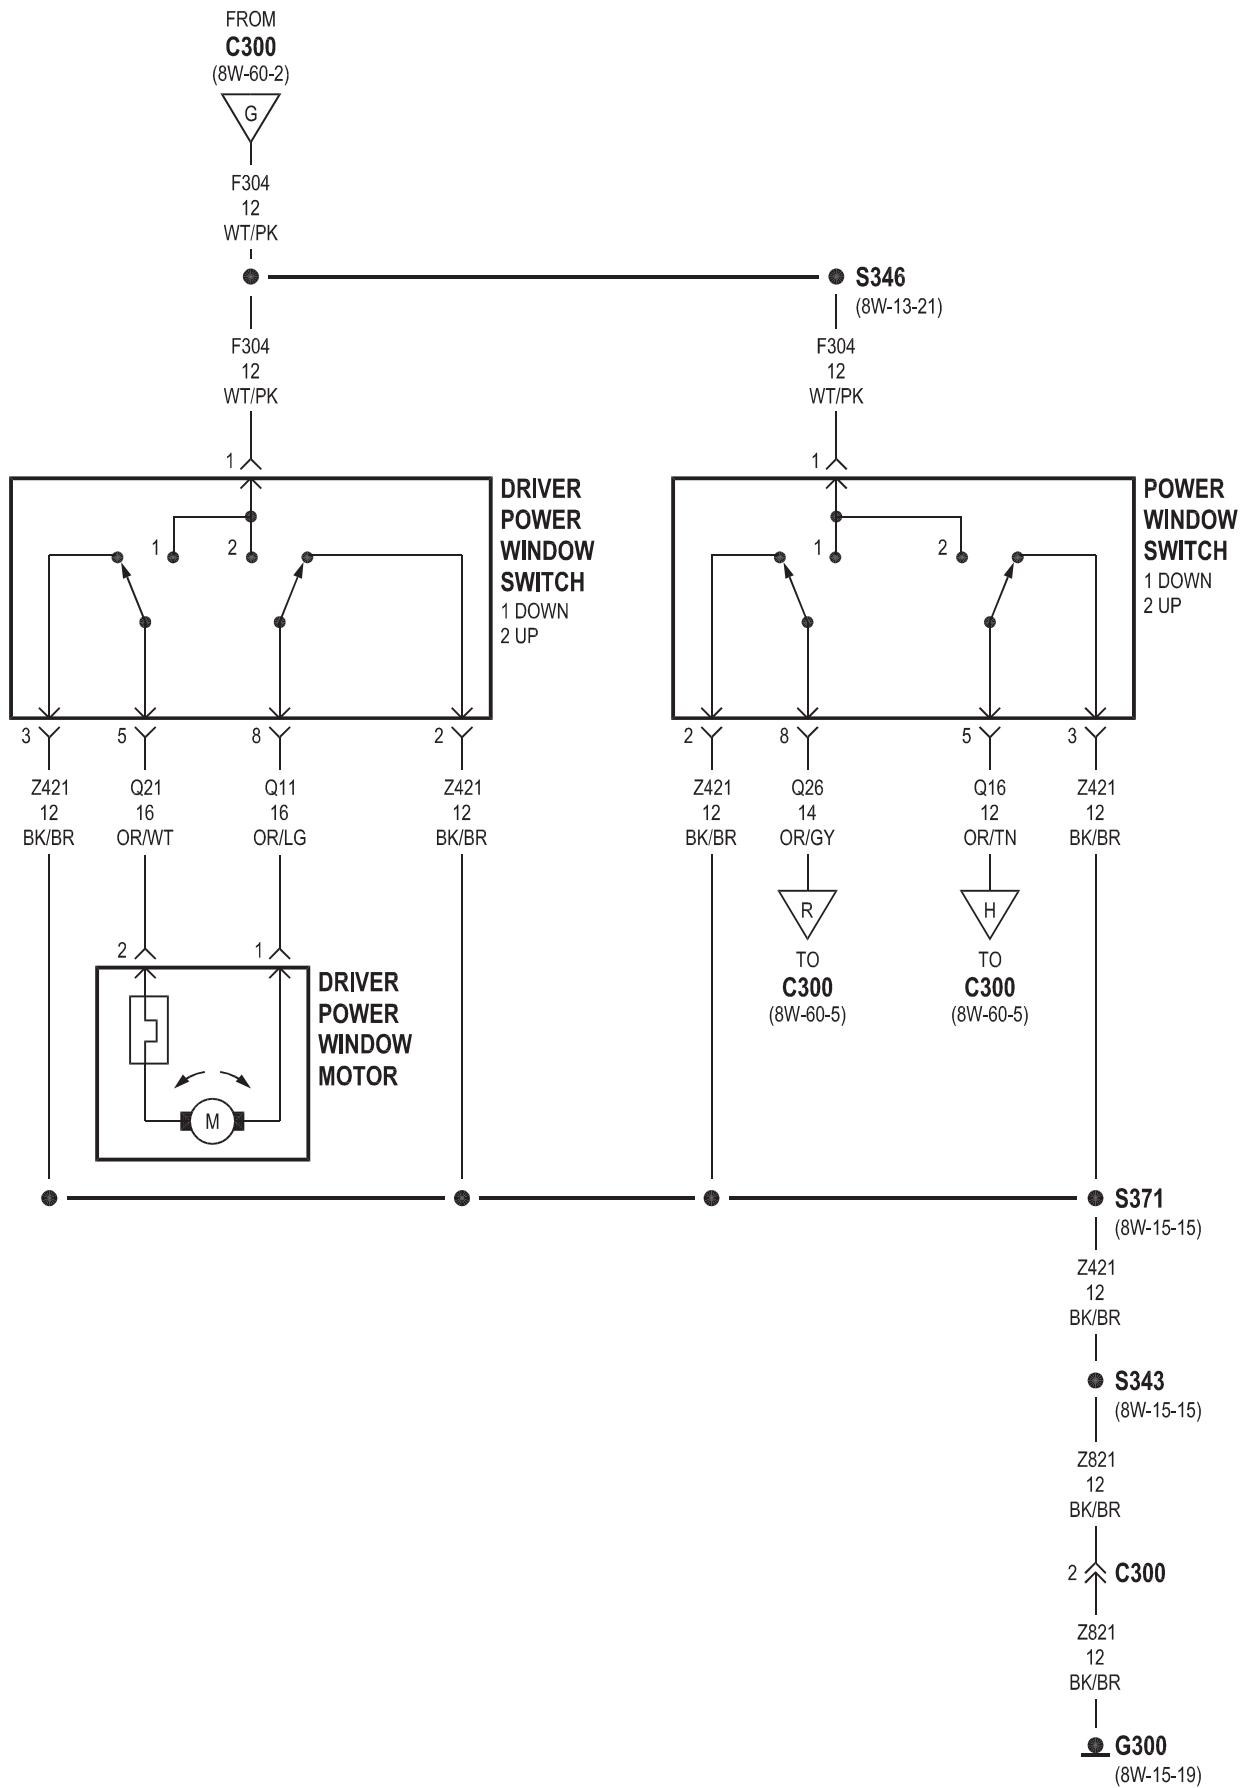 FROM
C300
(8W-60-2)
G
F304
12
WT/PK
S346
(8W-13-21)
F304
12
WT/PK
F304
12
WT/PK
1
1
DRIVER
POWER
WINDOW
SWITCH
1 DOWN
2 UP
1
2
POWER
WINDOW
SWITCH
1 DOWN
2 UP
1
2
3
5
8
2
2
8
5
3
Z421
12
BK/BR
Q21
16
OR/WT
Q11
16
OR/LG
Z421
12
BK/BR
Z421
12
BK/BR
Q26
14
OR/GY
Q16
12
OR/TN
Z421
12
BK/BR
R
TO
C300
(8W-60-5)
H
TO
C300
(8W-60-5)
2
1
DRIVER
POWER
WINDOW
MOTOR
M
S371
(8W-15-15)
Z421
12
BK/BR
S343
(8W-15-15)
Z821
12
BK/BR
2
C300
Z821
12
BK/BR
G300
(8W-15-19)